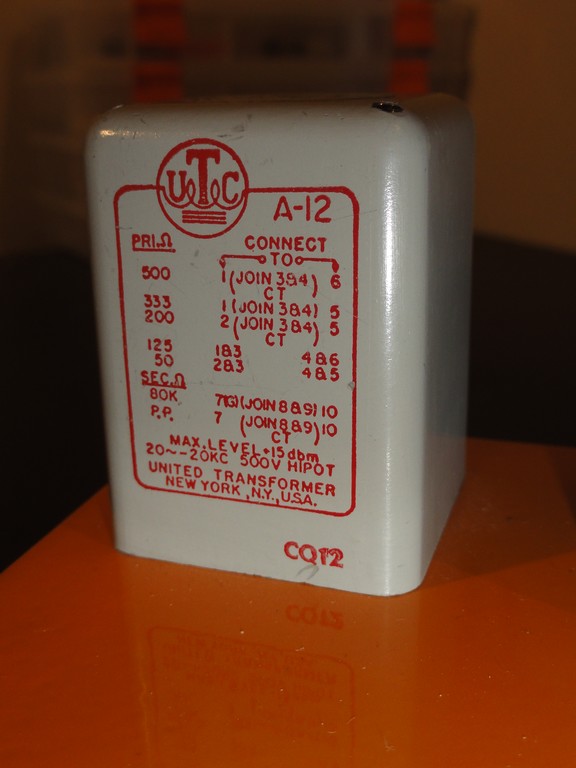 UTC
A-12
PRI.Ω CONNECT
TO
500 1 (JOIN 3&4) 6
CT
333 1 (JOIN 3&4) 5
200 2 (JOIN 3&4) 5
CT
125 1&3 4&6
50 2&3 4&5
SEC.Ω
80K 7(G)(JOIN 8&9) 10
P.P. 7 (JOIN 8&9) 10
CT
MAX. LEVEL +15 dbm
20~-20KC 500V HIPOT
UNITED TRANSFORMER
NEW YORK, N.Y., U.S.A.
CQ12